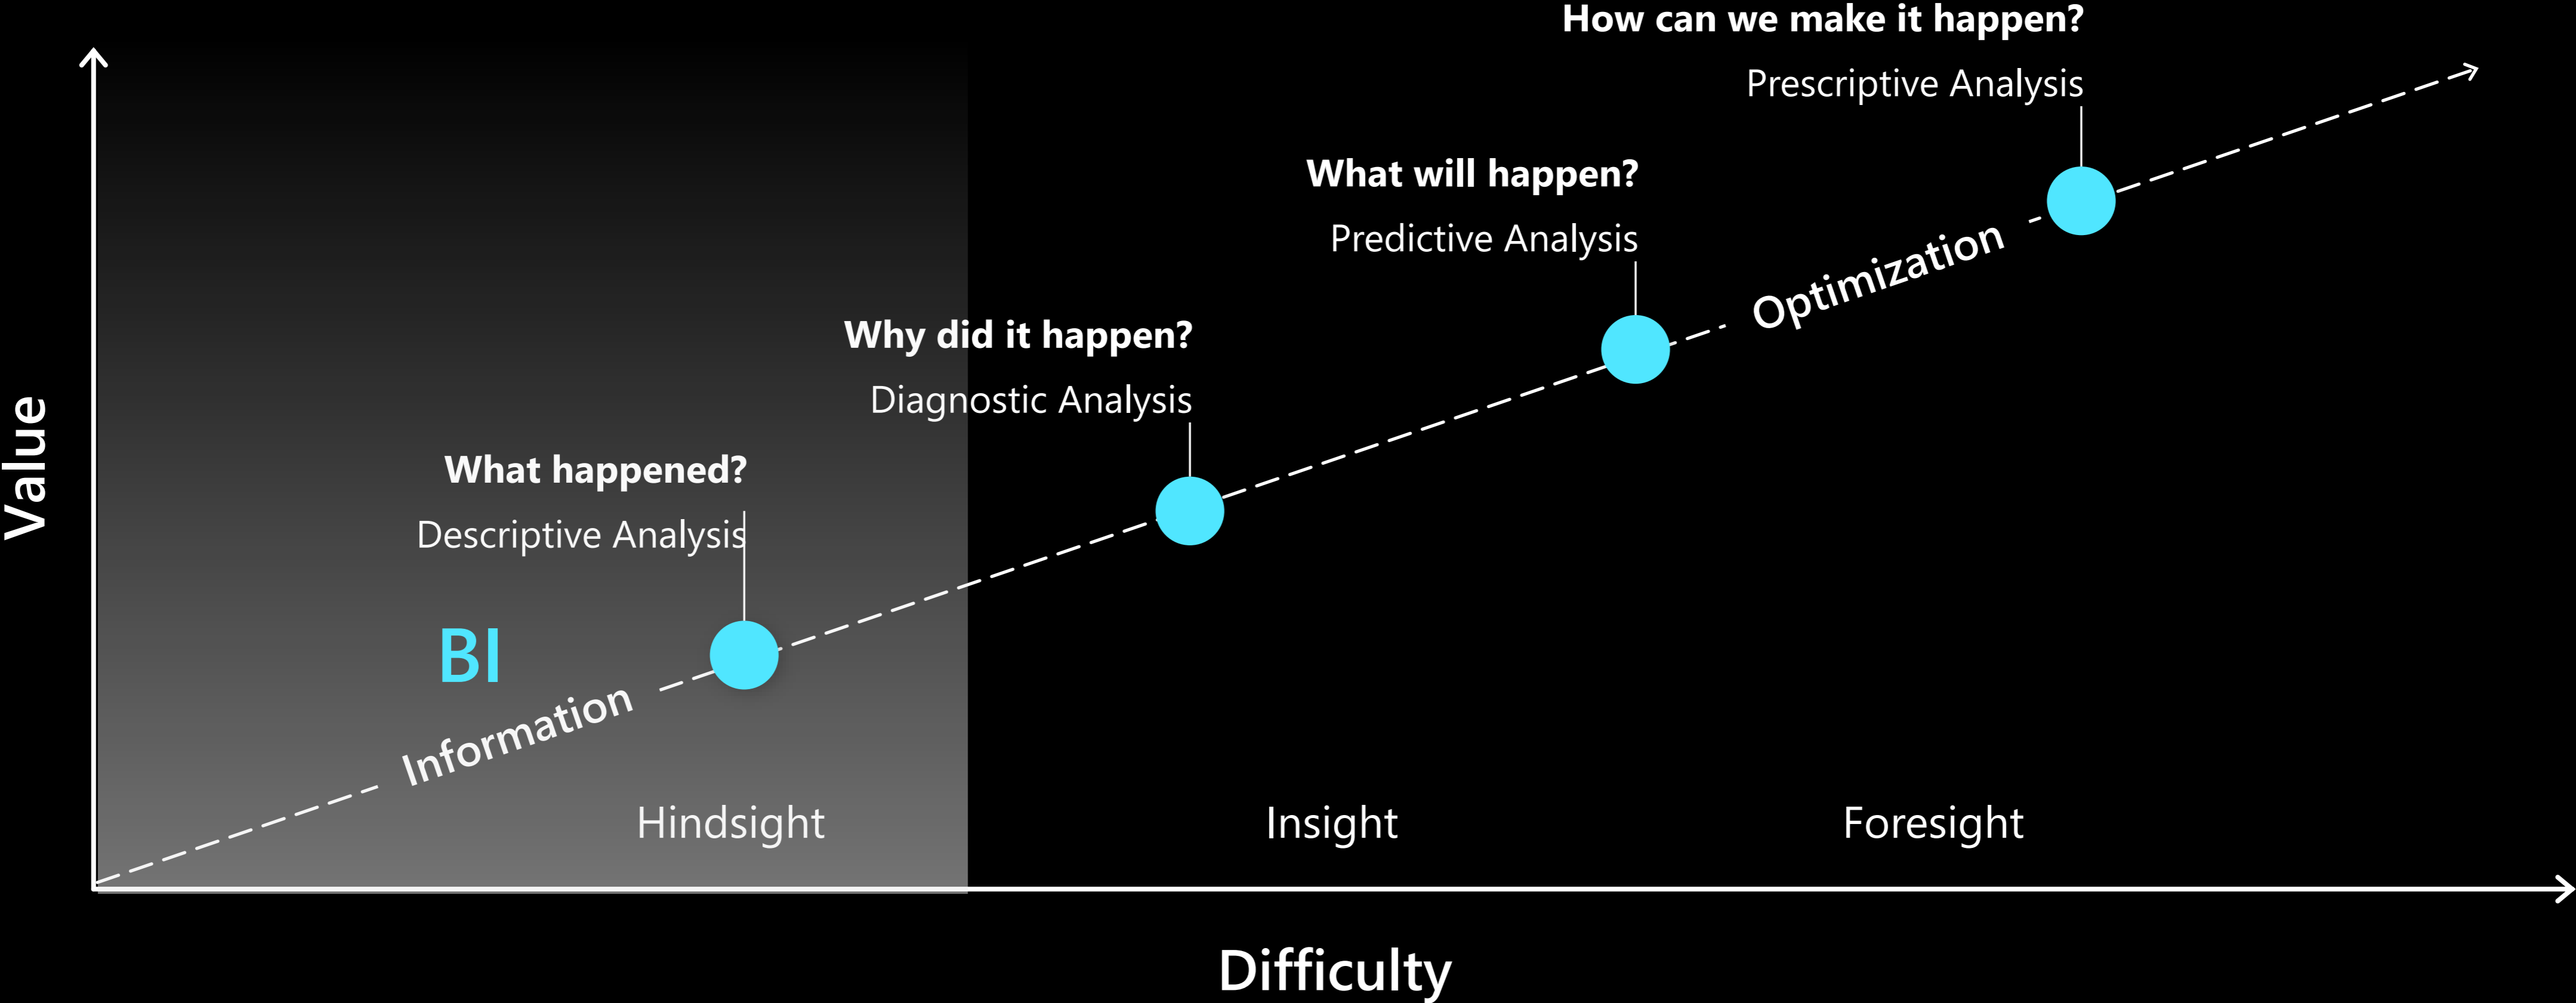 How can we make it happen?
Prescriptive Analysis
What will happen?
Predictive Analysis
Optimization
Why did it happen?
Diagnostic Analysis
Value
What happened?
Descriptive Analysis
BI
Information
Hindsight
Insight
Foresight
Difficulty